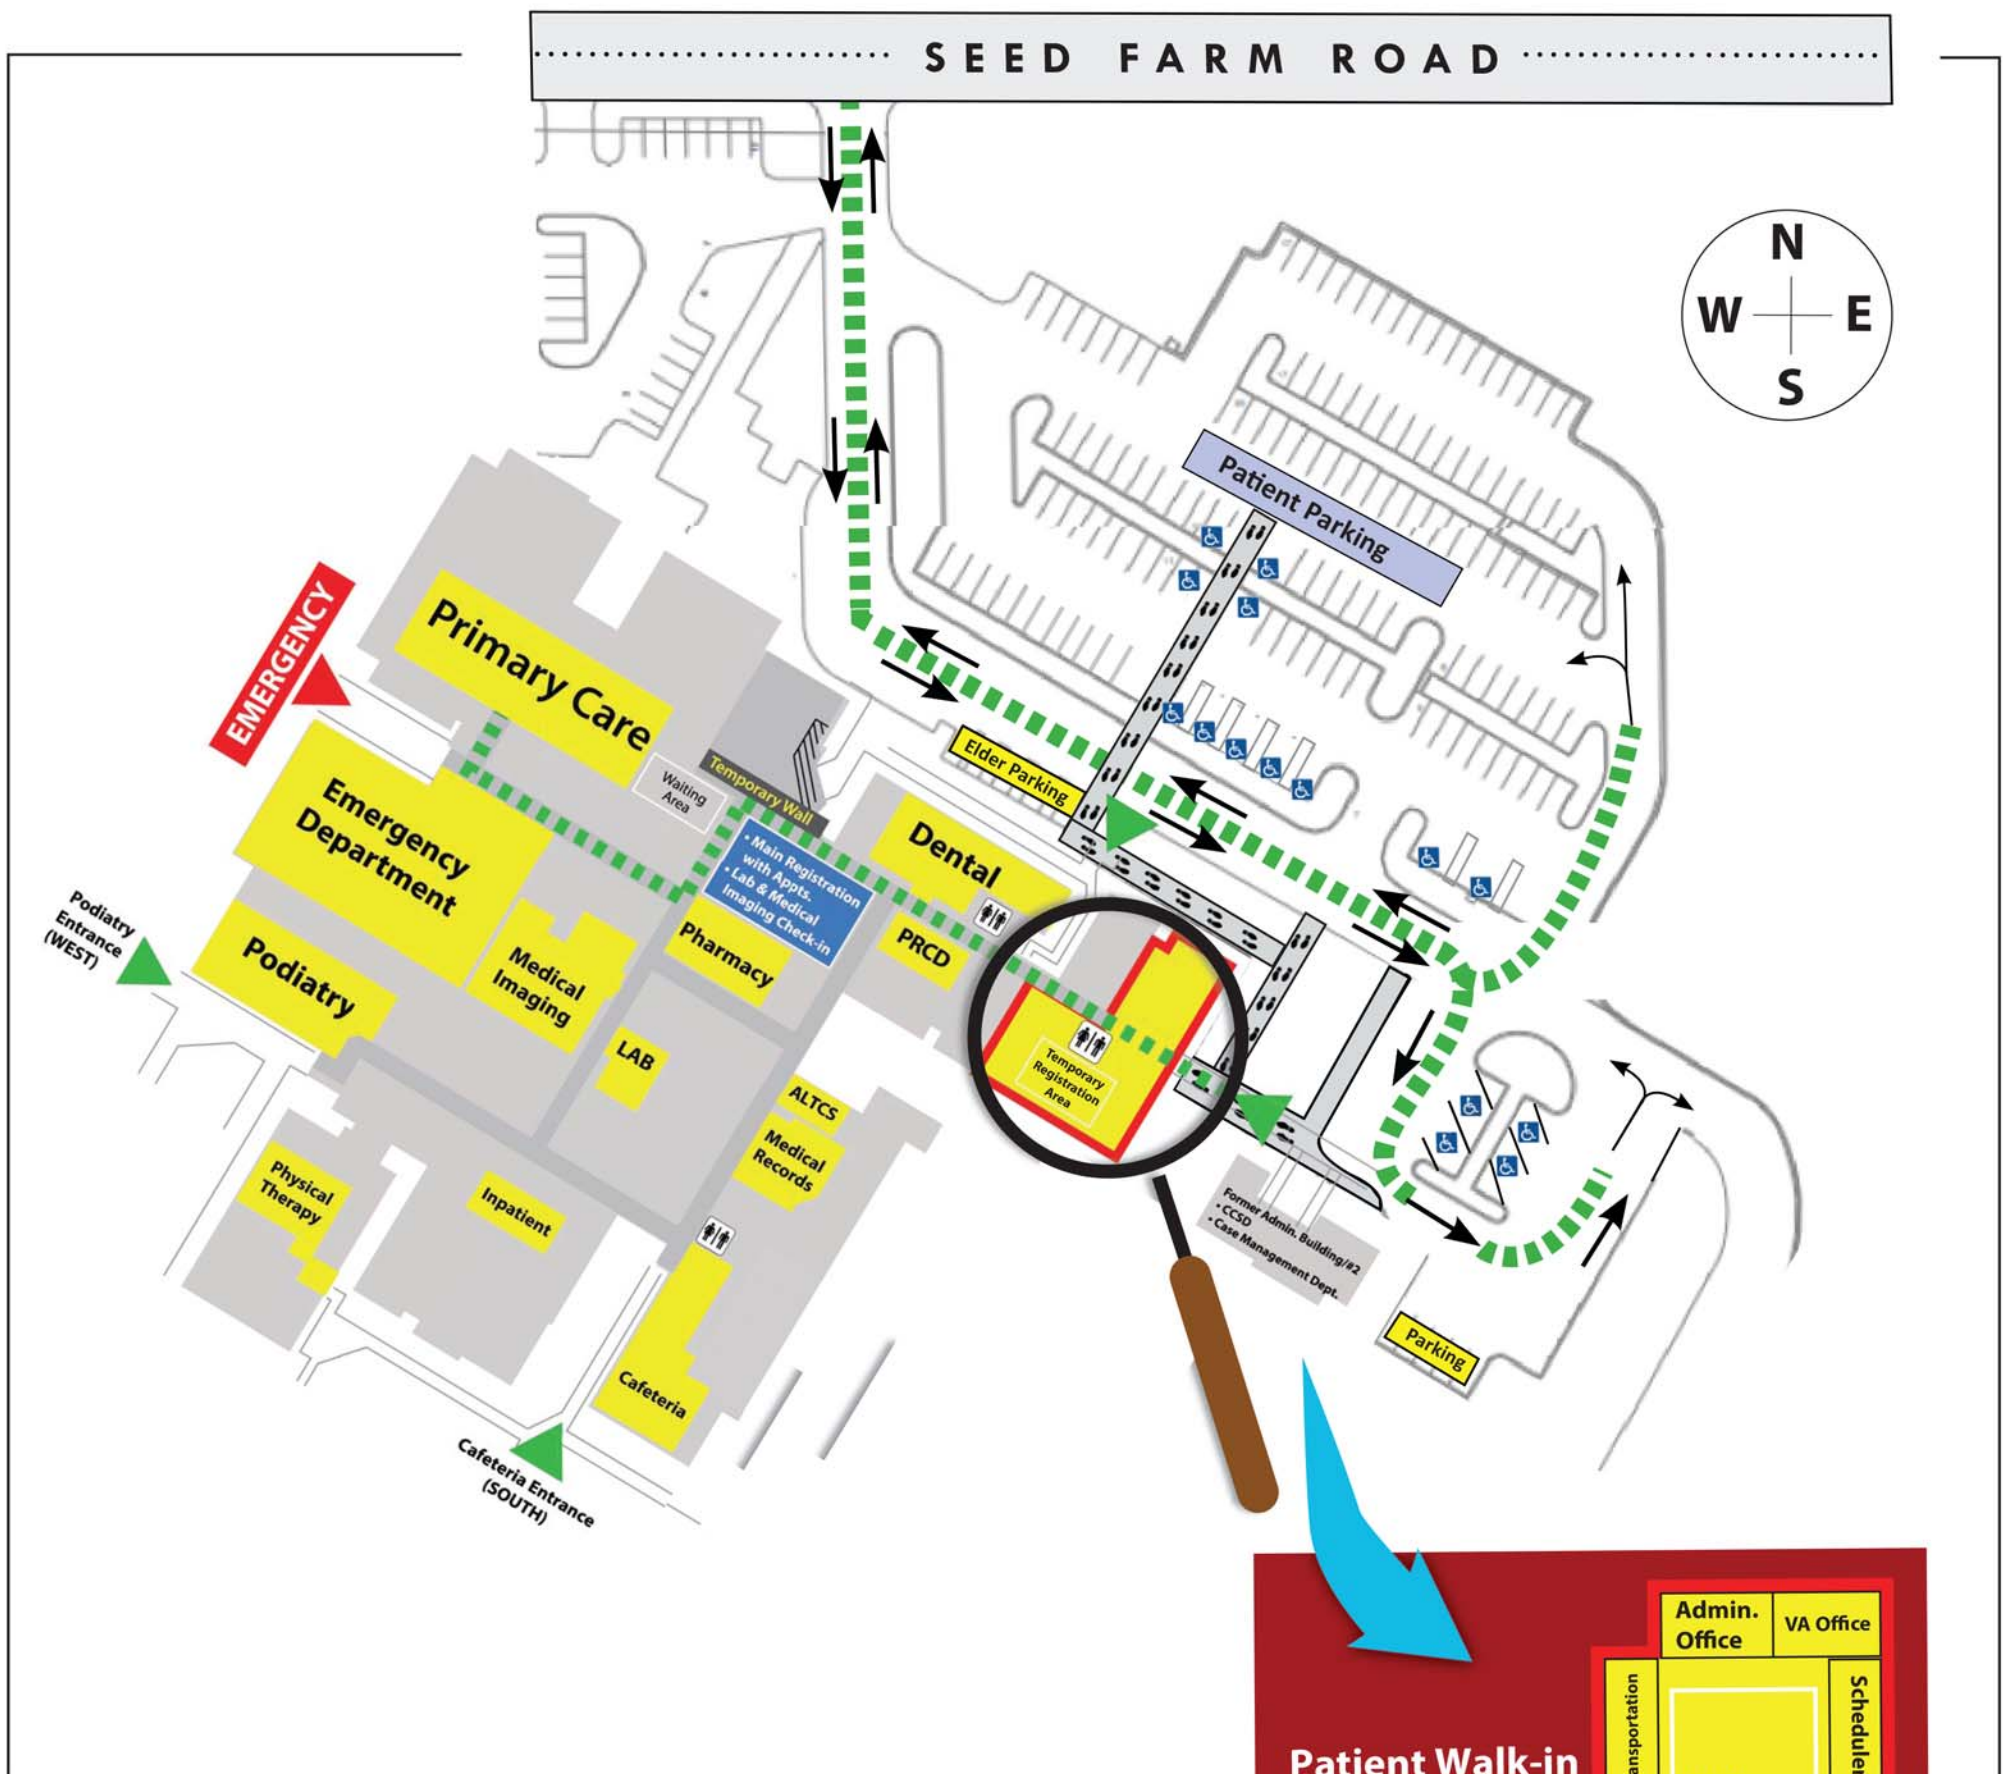 SEED FARM ROAD
N
W E
S
Patient Parking
EMERGENCY
Primary Care
Elder Parking
Waiting
Area
Temporary Wall
Emergency
Department
• Main Registration
with Appts.
• Lab & Medical
Imaging Check-in
Dental
Podiatry
Entrance
(WEST)
Podiatry
Medical
Imaging
Pharmacy
PRCD
LAB
Temporary
Registration
Area
ALTCS
Medical
Records
Physical
Therapy
Inpatient
Former Admin. Building/#2
• CCSD
• Case Management Dept.
Parking
Cafeteria
Cafeteria Entrance
(SOUTH)
Admin.
Office
VA Office
Patient Walk-in